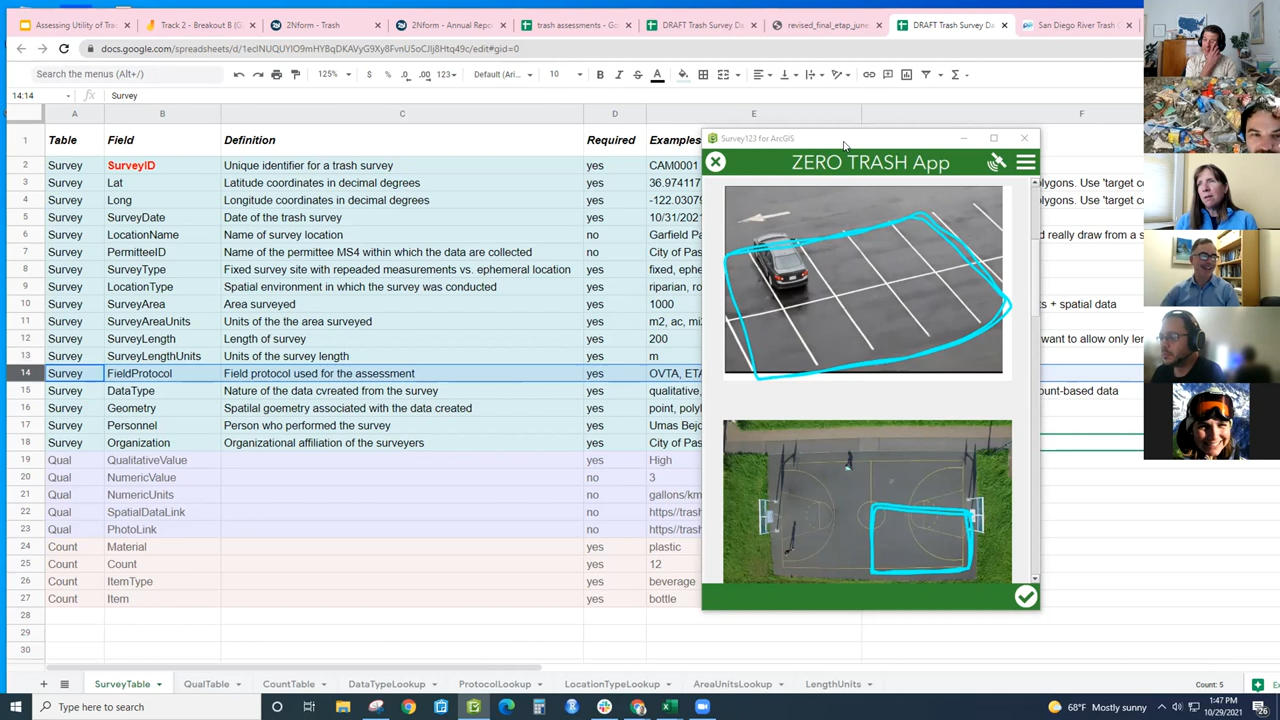 Assessing Utility of Trac
Track 2 - Breakout B (G
2Nform - Trash
2Nform - Annual Repo
trash assessments - Go
DRAFT Trash Survey Da
revised_final_etap_june
DRAFT Trash Survey Da
San Diego River Trash C
Search the menus (Alt+/)
125%
$
%
.0
.00
123
Default (Ari...
10
B
I
S
A
14:14
fx
Survey
A
B
C
D
E
F
1 Table Field Definition Required Examples
2 Survey SurveyID Unique identifier for a trash survey yes CAM0001
3 Survey Lat Latitude coordinates in decimal degrees yes 36.974117 olygons. Use 'target co
4 Survey Long Longitude coordinates in decimal degrees yes -122.03079 olygons. Use 'target co
5 Survey SurveyDate Date of the trash survey yes 10/31/2021
6 Survey LocationName Name of survey location no Garfield Pa d really draw from a s
7 Survey PermitteeID Name of the permittee MS4 within which the data are collected no City of Pas
8 Survey SurveyType Fixed survey site with repeaded measurements vs. ephemeral location yes fixed, ephe
9 Survey LocationType Spatial environment in which the survey was conducted yes riparian, ro
10 Survey SurveyArea Area surveyed yes 1000 ts + spatial data
11 Survey SurveyAreaUnits Units of the the area surveyed yes m2, ac, mi2
12 Survey SurveyLength Length of survey yes 200 want to allow only len
13 Survey SurveyLengthUnits Units of the survey length yes m
14 Survey FieldProtocol Field protocol used for the assessment yes OVTA, ETA
15 Survey DataType Nature of the data cvreated from the survey yes qualitative, ount-based data
16 Survey Geometry Spatial goemetry associated with the data created yes point, polyl
17 Survey Personnel Person who performed the survey yes Umas Bejo
18 Survey Organization Organizational affiliation of the surveyers yes City of Pas
19 Qual QualitativeValue yes High
20 Qual NumericValue no 3
21 Qual NumericUnits no gallons/km
22 Qual SpatialDataLink no https//trash
23 Qual PhotoLink no https//trash
24 Count Material yes plastic
25 Count Count yes 12
26 Count ItemType yes beverage
27 Count Item yes bottle
28
29
30
Survey123 for ArcGIS
ZERO TRASH App
SurveyTable
QualTable
CountTable
DataTypeLookup
ProtocolLookup
LocationTypeLookup
AreaUnitsLookup
LengthUnits
Count: 5
Ex
Type here to search
68°F Mostly sunny
1:47 PM
10/29/2021
26